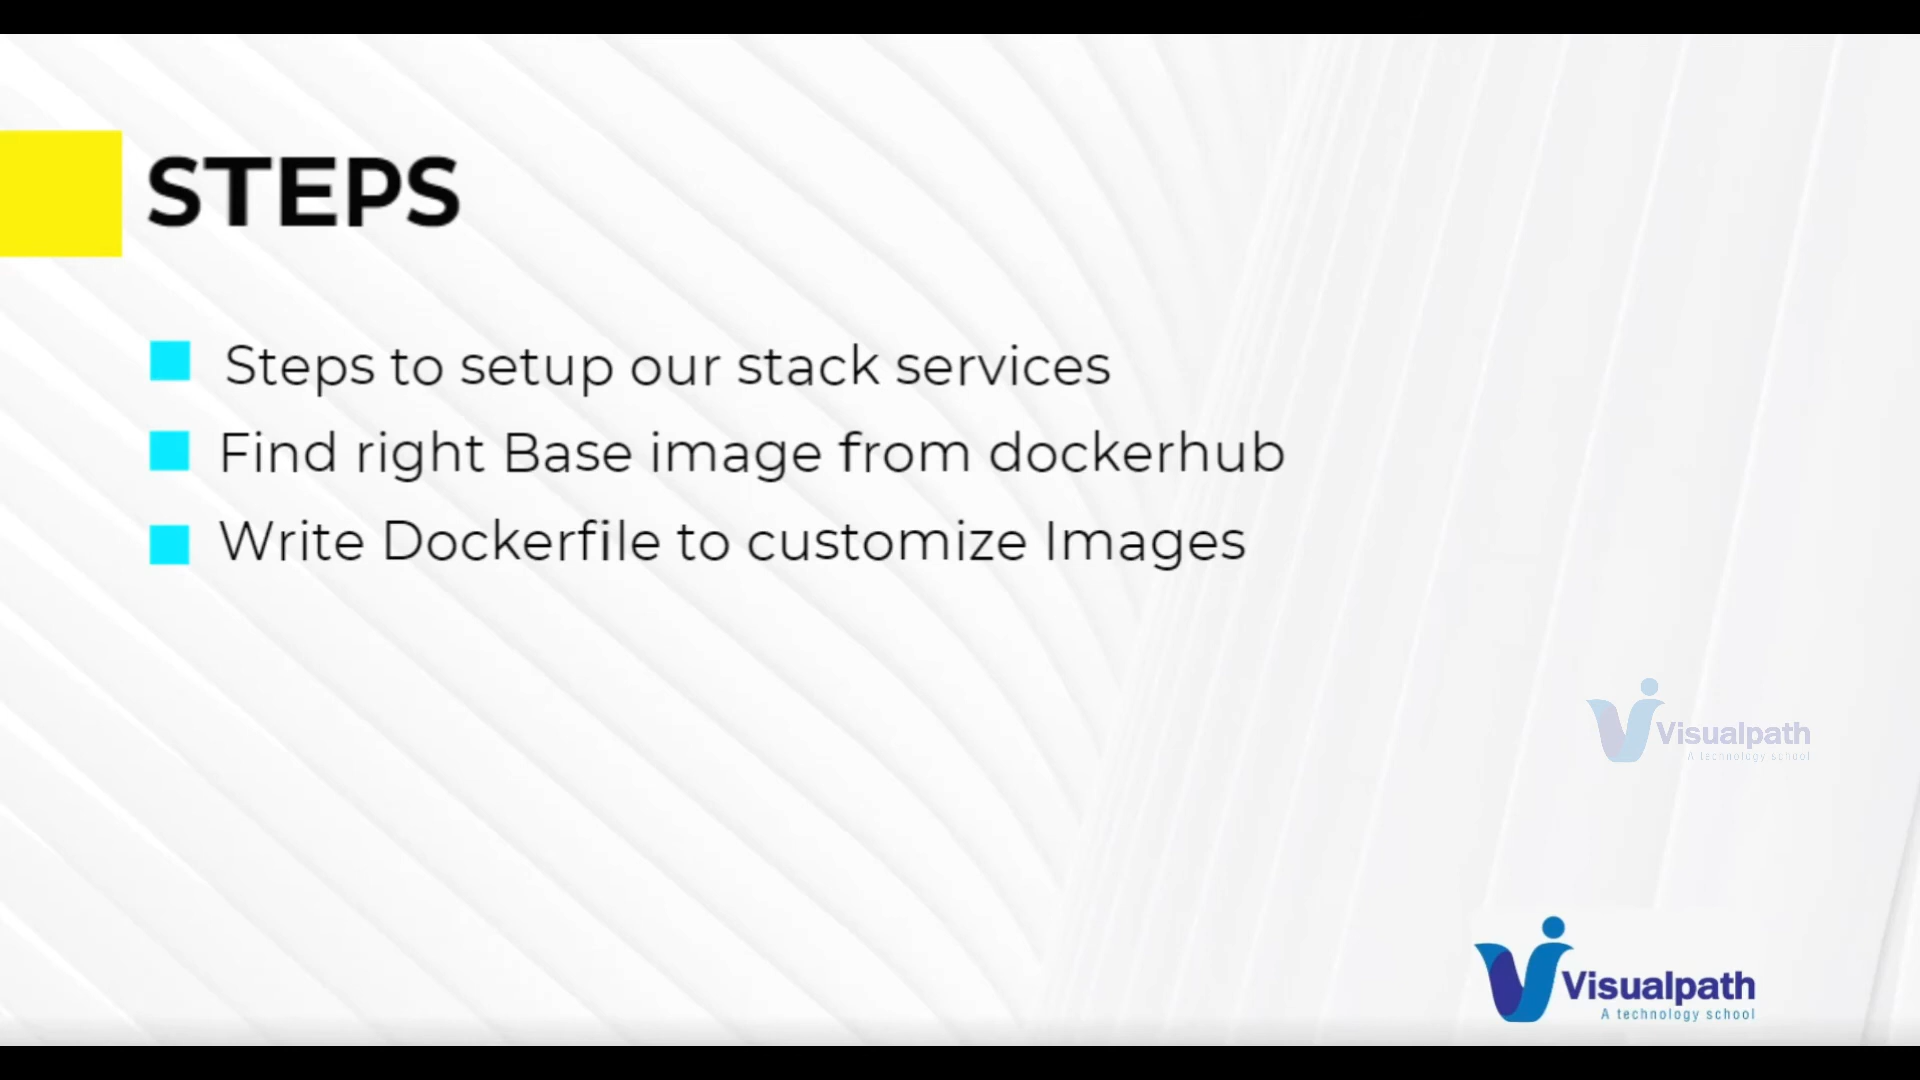 STEPS
Steps to setup our stack services
Find right Base image from dockerhub
Write Dockerfile to customize Images
Visualpath
A technology school
Visualpath
A technology school